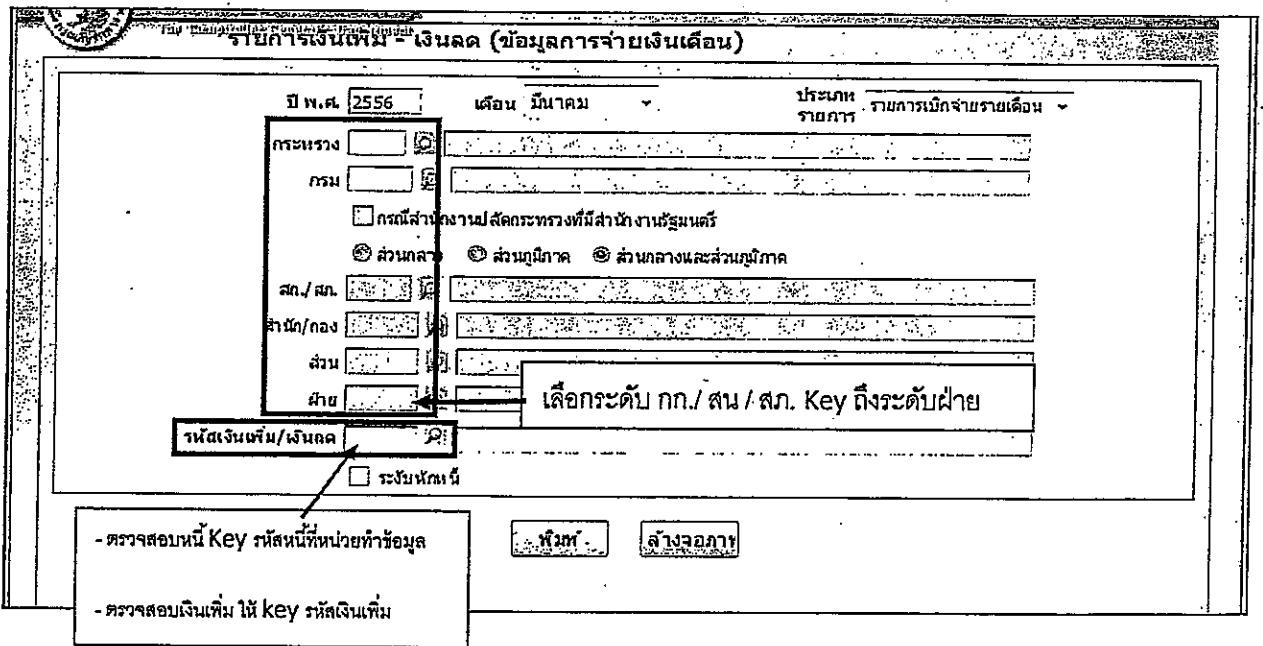 รายการเงินเพิ่ม - เงินลด (ข้อมูลการจ่ายเงินเดือน)
ปี พ.ศ. 2556 เดือน มีนาคม ประเภทรายการ รายการเบิกจ่ายรายเดือน
กระทรวง
กรม
กรณีสำนักงานปลัดกระทรวงที่มีสำนักงานรัฐมนตรี
ส่วนกลาง ส่วนภูมิภาค ส่วนกลางและส่วนภูมิภาค
สก./ สภ.
สำนัก/กอง
ส่วน
ฝ่าย
เลือกระดับ กก./ สน / สภ. Key ถึงระดับฝ่าย
รหัสเงินเพิ่ม/เงินลด
ระงับหักหนี้
- ตรวจสอบหนี้ Key รหัสหนี้ที่หน่วยทำข้อมูล
พิมพ์ ล้างจอภาพ
- ตรวจสอบเงินเพิ่ม ให้ key รหัสเงินเพิ่ม